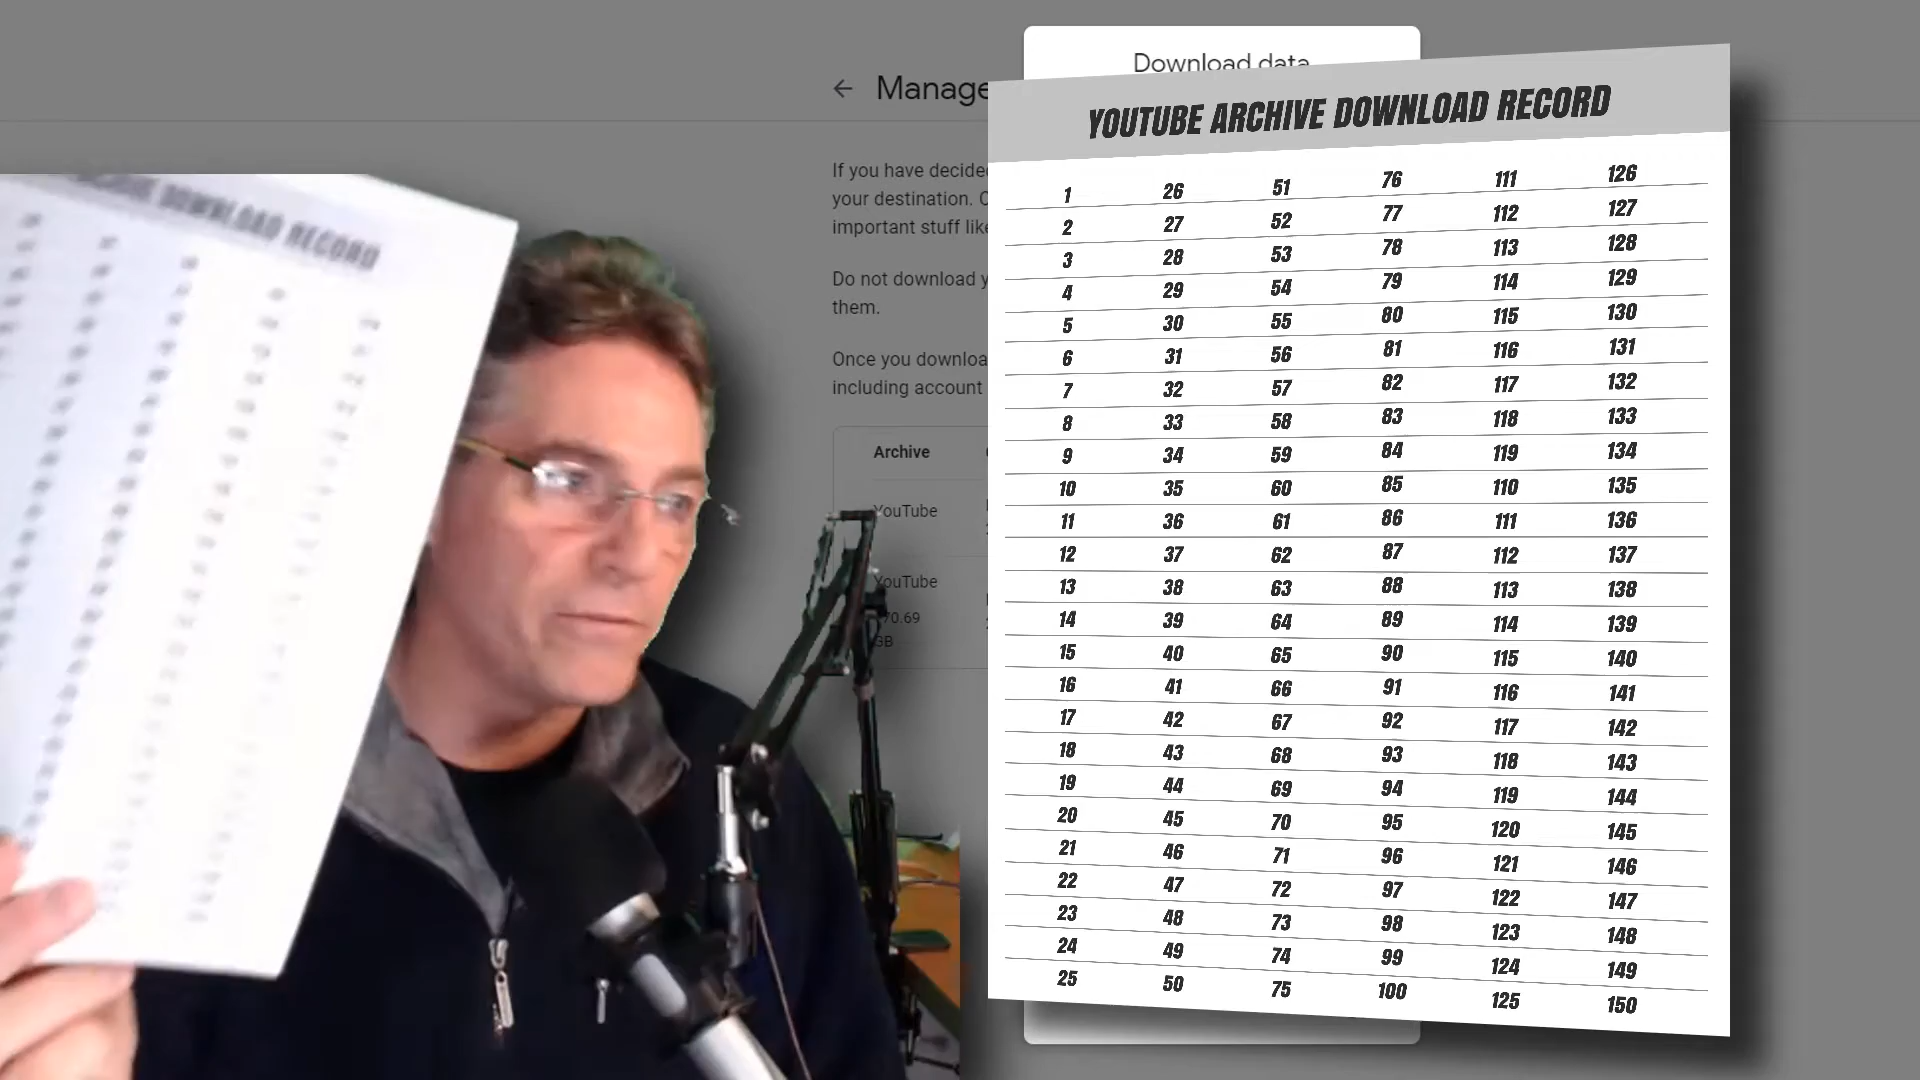 Download data
← Manage
YOUTUBE ARCHIVE DOWNLOAD RECORD
If you have decide
your destination.
important stuff lik
Do not download
them.
Once you downloa
including account
Archive
YouTube
YouTube
70.69
GB
DOWNLOAD RECORD
1 26 51 76 111 126
2 27 52 77 112 127
3 28 53 78 113 128
4 29 54 79 114 129
5 30 55 80 115 130
6 31 56 81 116 131
7 32 57 82 117 132
8 33 58 83 118 133
9 34 59 84 119 134
10 35 60 85 110 135
11 36 61 86 111 136
12 37 62 87 112 137
13 38 63 88 113 138
14 39 64 89 114 139
15 40 65 90 115 140
16 41 66 91 116 141
17 42 67 92 117 142
18 43 68 93 118 143
19 44 69 94 119 144
20 45 70 95 120 145
21 46 71 96 121 146
22 47 72 97 122 147
23 48 73 98 123 148
24 49 74 99 124 149
25 50 75 100 125 150